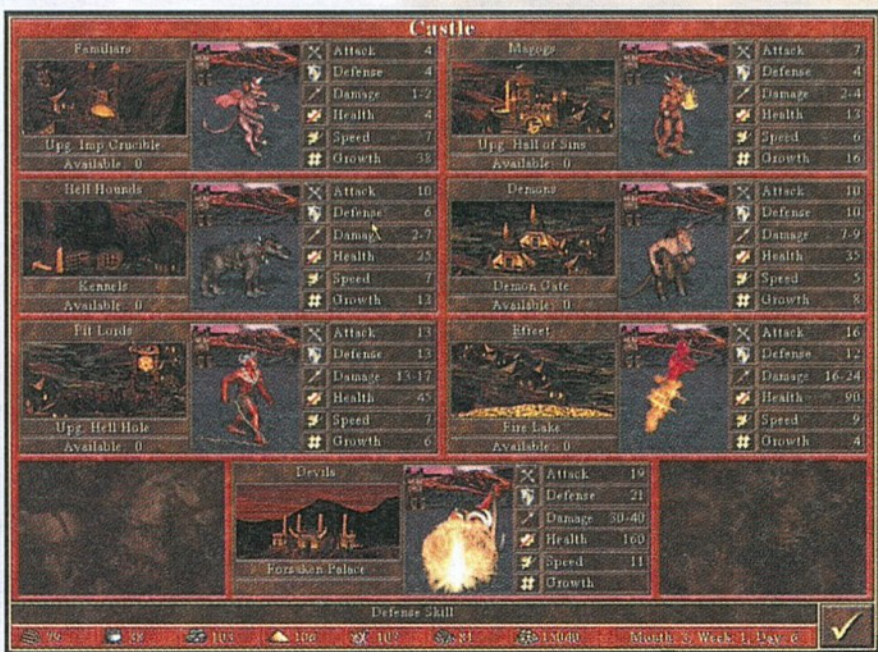 Castle
Familiars
Upg. Imp Crucible
Available: 0
Attack 4
Defense 4
Damage 1-2
Health 4
Speed 7
Growth 38
Magogs
Upg. Hall of Sins
Available: 0
Attack 7
Defense 4
Damage 2-4
Health 13
Speed 6
Growth 16
Hell Hounds
Kennels
Available: 0
Attack 10
Defense 6
Damage 2-7
Health 25
Speed 7
Growth 13
Demons
Demon Gate
Available: 0
Attack 10
Defense 10
Damage 7-9
Health 35
Speed 5
Growth 8
Pit Lords
Upg. Hell Hole
Available: 0
Attack 13
Defense 13
Damage 13-17
Health 45
Speed 7
Growth 6
Efreet
Fire Lake
Available: 0
Attack 16
Defense 12
Damage 16-24
Health 90
Speed 9
Growth 4
Devils
Forsaken Palace
Attack 19
Defense 21
Damage 30-40
Health 160
Speed 11
Growth
Defense Skill
79 38 103 106 107 81 13040 Month: 3, Week: 1, Day: 6